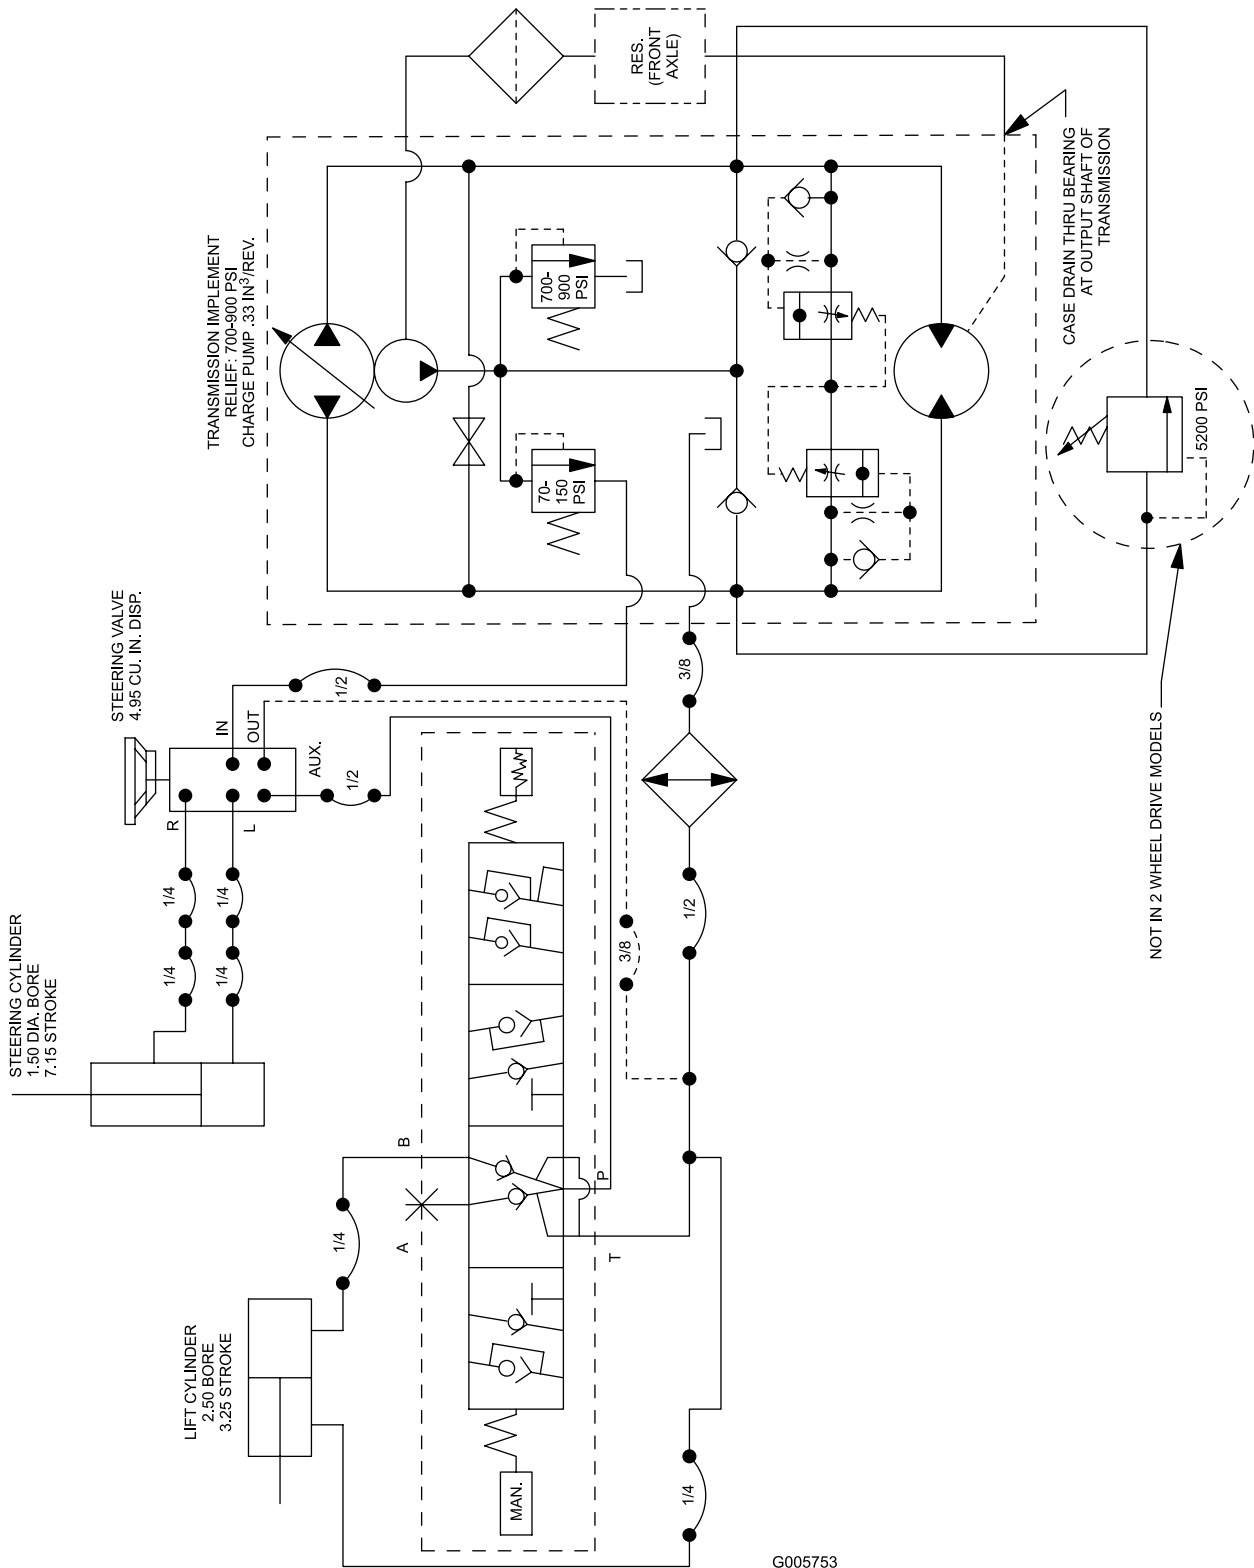 STEERING CYLINDER
1.50 DIA. BORE
7.15 STROKE
STEERING VALVE
4.95 CU. IN. DISP.
TRANSMISSION IMPLEMENT
RELIEF: 700-900 PSI
CHARGE PUMP .33 IN³/REV.
RES.
(FRONT
AXLE)
LIFT CYLINDER
2.50 BORE
3.25 STROKE
1/4
1/4
1/4
1/4
R
L
IN
OUT
AUX.
1/2
1/2
1/4
A
B
T
P
MAN.
3/8
1/2
3/8
1/4
70-
150
PSI
700-
900
PSI
CASE DRAIN THRU BEARING
AT OUTPUT SHAFT OF
TRANSMISSION
5200 PSI
NOT IN 2 WHEEL DRIVE MODELS
G005753